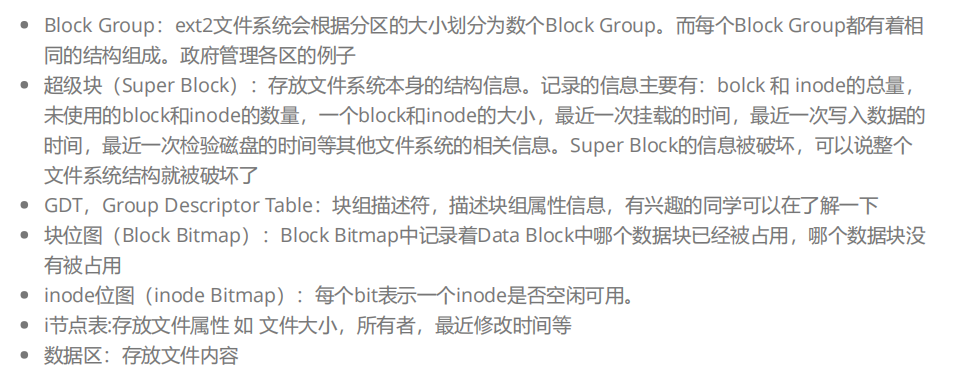 Block Group：ext2文件系统会根据分区的大小划分为数个Block Group。而每个Block Group都有着相
同的结构组成。政府管理各区的例子
超级块（Super Block）：存放文件系统本身的结构信息。记录的信息主要有：bolck 和 inode的总量，
未使用的block和inode的数量，一个block和inode的大小，最近一次挂载的时间，最近一次写入数据的
时间，最近一次检验磁盘的时间等其他文件系统的相关信息。Super Block的信息被破坏，可以说整个
文件系统结构就被破坏了
GDT，Group Descriptor Table：块组描述符，描述块组属性信息，有兴趣的同学可以在了解一下
块位图（Block Bitmap）：Block Bitmap中记录着Data Block中哪个数据块已经被占用，哪个数据块没
有被占用
inode位图（inode Bitmap）：每个bit表示一个inode是否空闲可用。
i节点表:存放文件属性 如 文件大小，所有者，最近修改时间等
数据区：存放文件内容